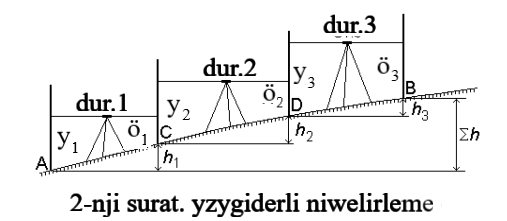 dur.3
dur.2
y₃ ö₃
dur.1
y₂ ö₂
B
D
h₃
y₁ ö₁
C
h₂
Σh
A
h₁
2-nji surat. yzygiderli niwelirleme